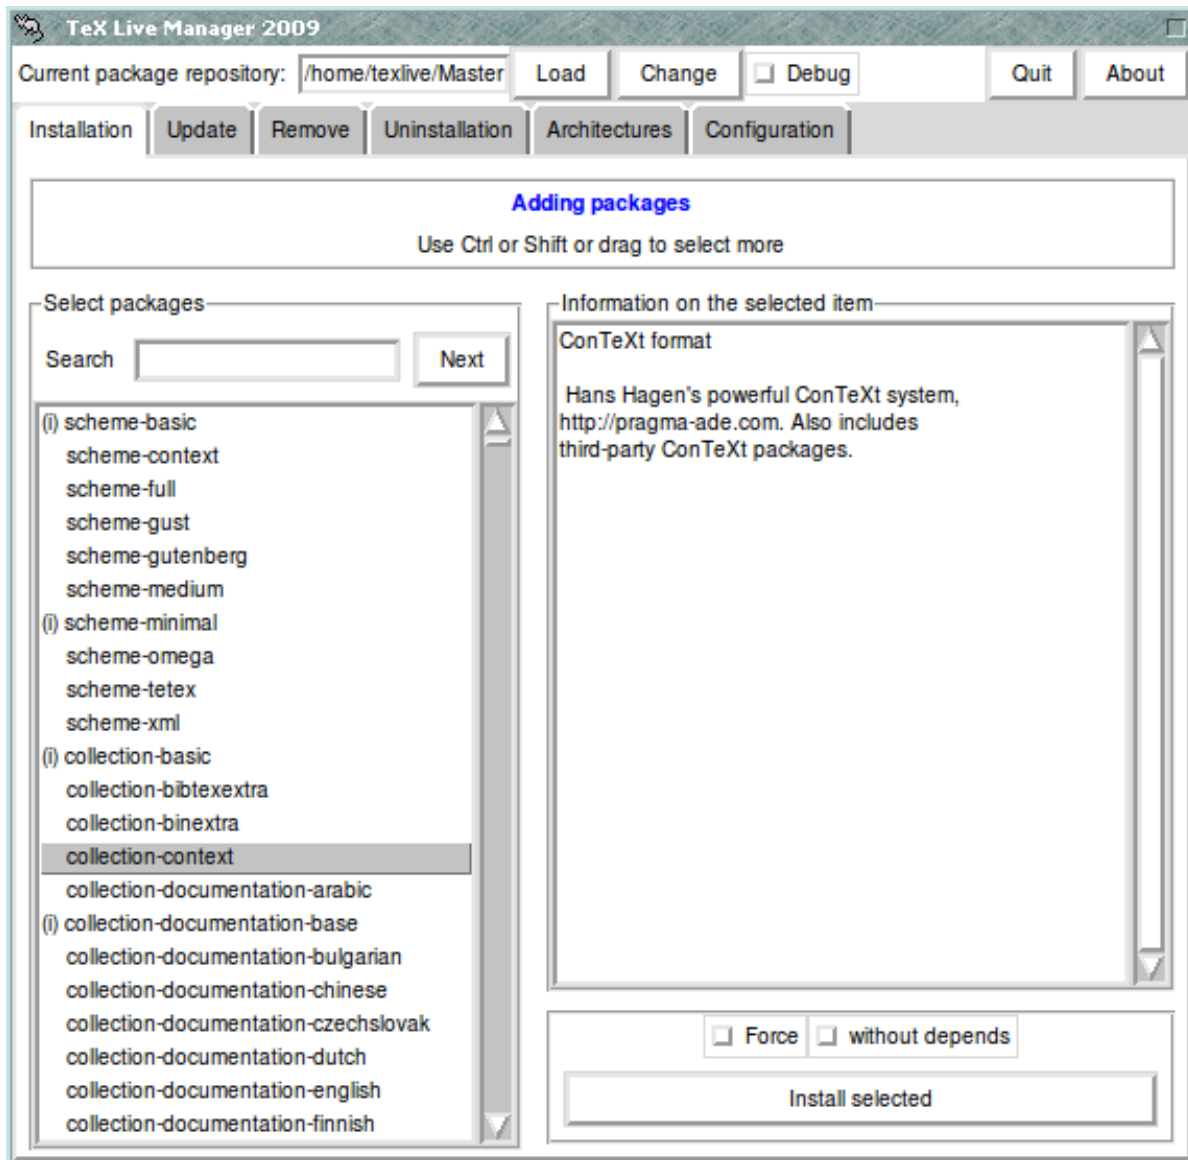 TeX Live Manager 2009
Current package repository: /home/texlive/Master Load Change Debug Quit About
Installation Update Remove Uninstallation Architectures Configuration
Adding packages
Use Ctrl or Shift or drag to select more
Select packages
Search Next
(i) scheme-basic
scheme-context
scheme-full
scheme-gust
scheme-gutenberg
scheme-medium
(i) scheme-minimal
scheme-omega
scheme-tetex
scheme-xml
(i) collection-basic
collection-bibtexextra
collection-binextra
collection-context
collection-documentation-arabic
(i) collection-documentation-base
collection-documentation-bulgarian
collection-documentation-chinese
collection-documentation-czechslovak
collection-documentation-dutch
collection-documentation-english
collection-documentation-finnish
Information on the selected item
ConTeXt format
Hans Hagen's powerful ConTeXt system,
http://pragma-ade.com. Also includes
third-party ConTeXt packages.
Force without depends
Install selected